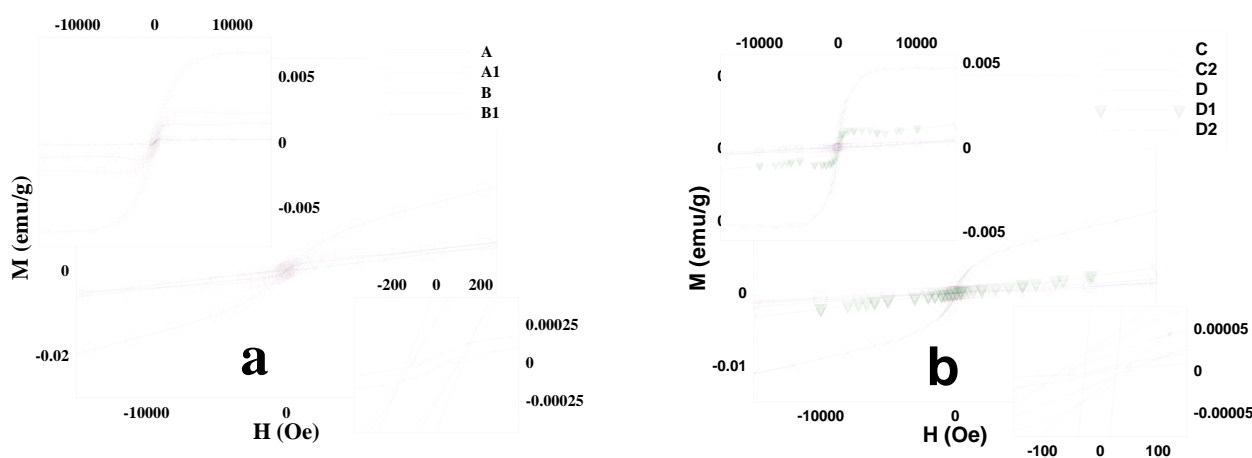 -10000 0 10000
A
A1
B
B1
0.005
0
-0.005
M (emu/g)
0
-0.02
-200 0 200
0.00025
0
-0.00025
a
-10000 0
H (Oe)
-10000 0 10000
C
C2
D
D1
D2
0.005
0
-0.005
M (emu/g)
0
-0.01
0.00005
0
-0.00005
b
-10000 0
H (Oe)
-100 0 100